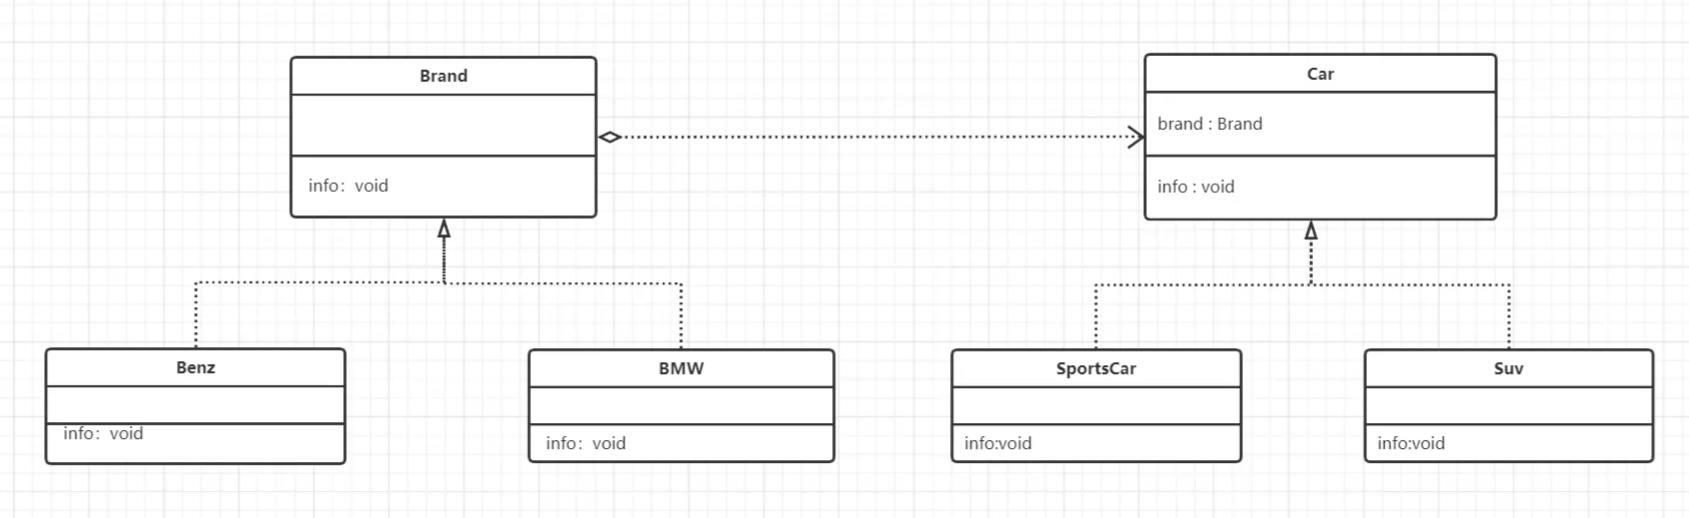 Brand
info：void
Car
brand : Brand
info : void
Benz
info：void
BMW
info：void
SportsCar
info:void
Suv
info:void